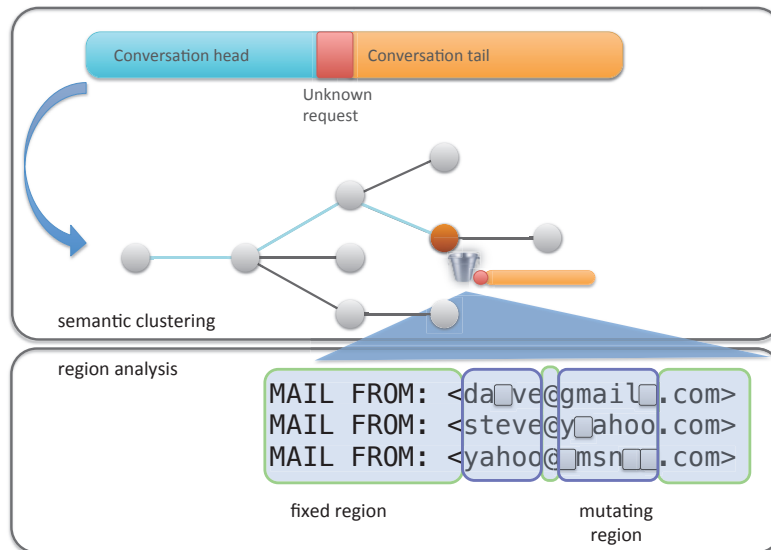 Conversation head
Conversation tail
Unknown
request
semantic clustering
region analysis
MAIL FROM: <da□ve@gmail□.com>
MAIL FROM: <steve@y□ahoo.com>
MAIL FROM: <yahoo@□msn□□.com>
fixed region
mutating
region